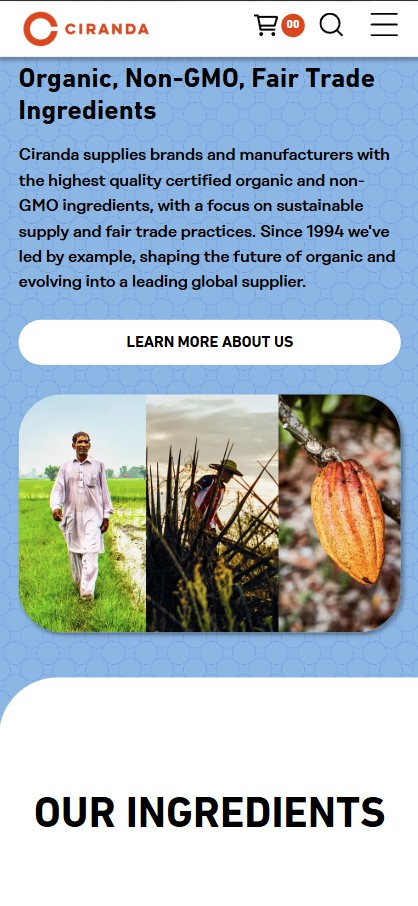 CIRANDA
00
Organic, Non-GMO, Fair Trade
Ingredients
Ciranda supplies brands and manufacturers with
the highest quality certified organic and non-
GMO ingredients, with a focus on sustainable
supply and fair trade practices. Since 1994 we've
led by example, shaping the future of organic and
evolving into a leading global supplier.
LEARN MORE ABOUT US
OUR INGREDIENTS